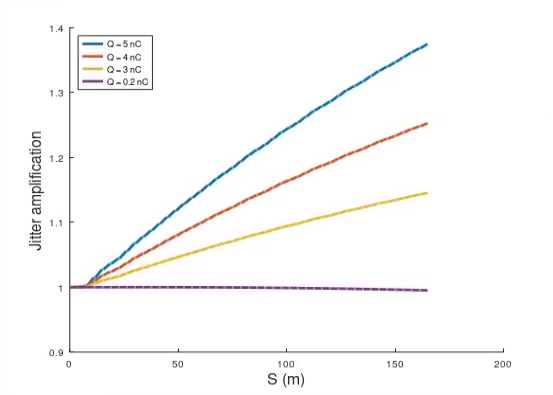 1.4
Q = 5 nC
Q = 4 nC
Q = 3 nC
Q = 0.2 nC
1.3
1.2
1.1
1
0.9
Jitter amplification
0 50 100 150 200
S (m)